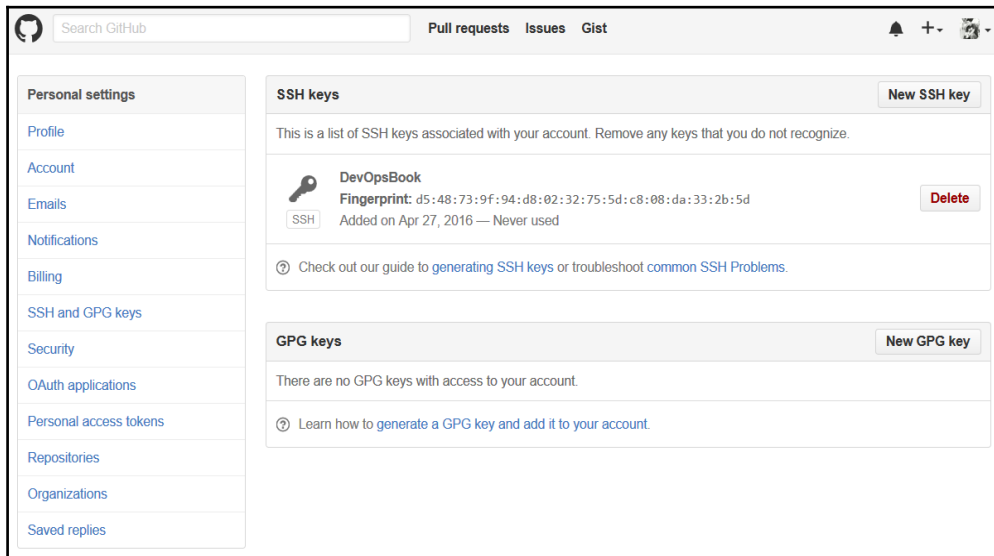 Search GitHub
Pull requests Issues Gist
Personal settings
Profile
Account
Emails
Notifications
Billing
SSH and GPG keys
Security
OAuth applications
Personal access tokens
Repositories
Organizations
Saved replies
SSH keys
New SSH key
This is a list of SSH keys associated with your account. Remove any keys that you do not recognize.
DevOpsBook
Fingerprint: d5:48:73:9f:94:d8:02:32:75:5d:c8:08:da:33:2b:5d
SSH
Added on Apr 27, 2016 — Never used
Delete
Check out our guide to generating SSH keys or troubleshoot common SSH Problems.
GPG keys
New GPG key
There are no GPG keys with access to your account.
Learn how to generate a GPG key and add it to your account.